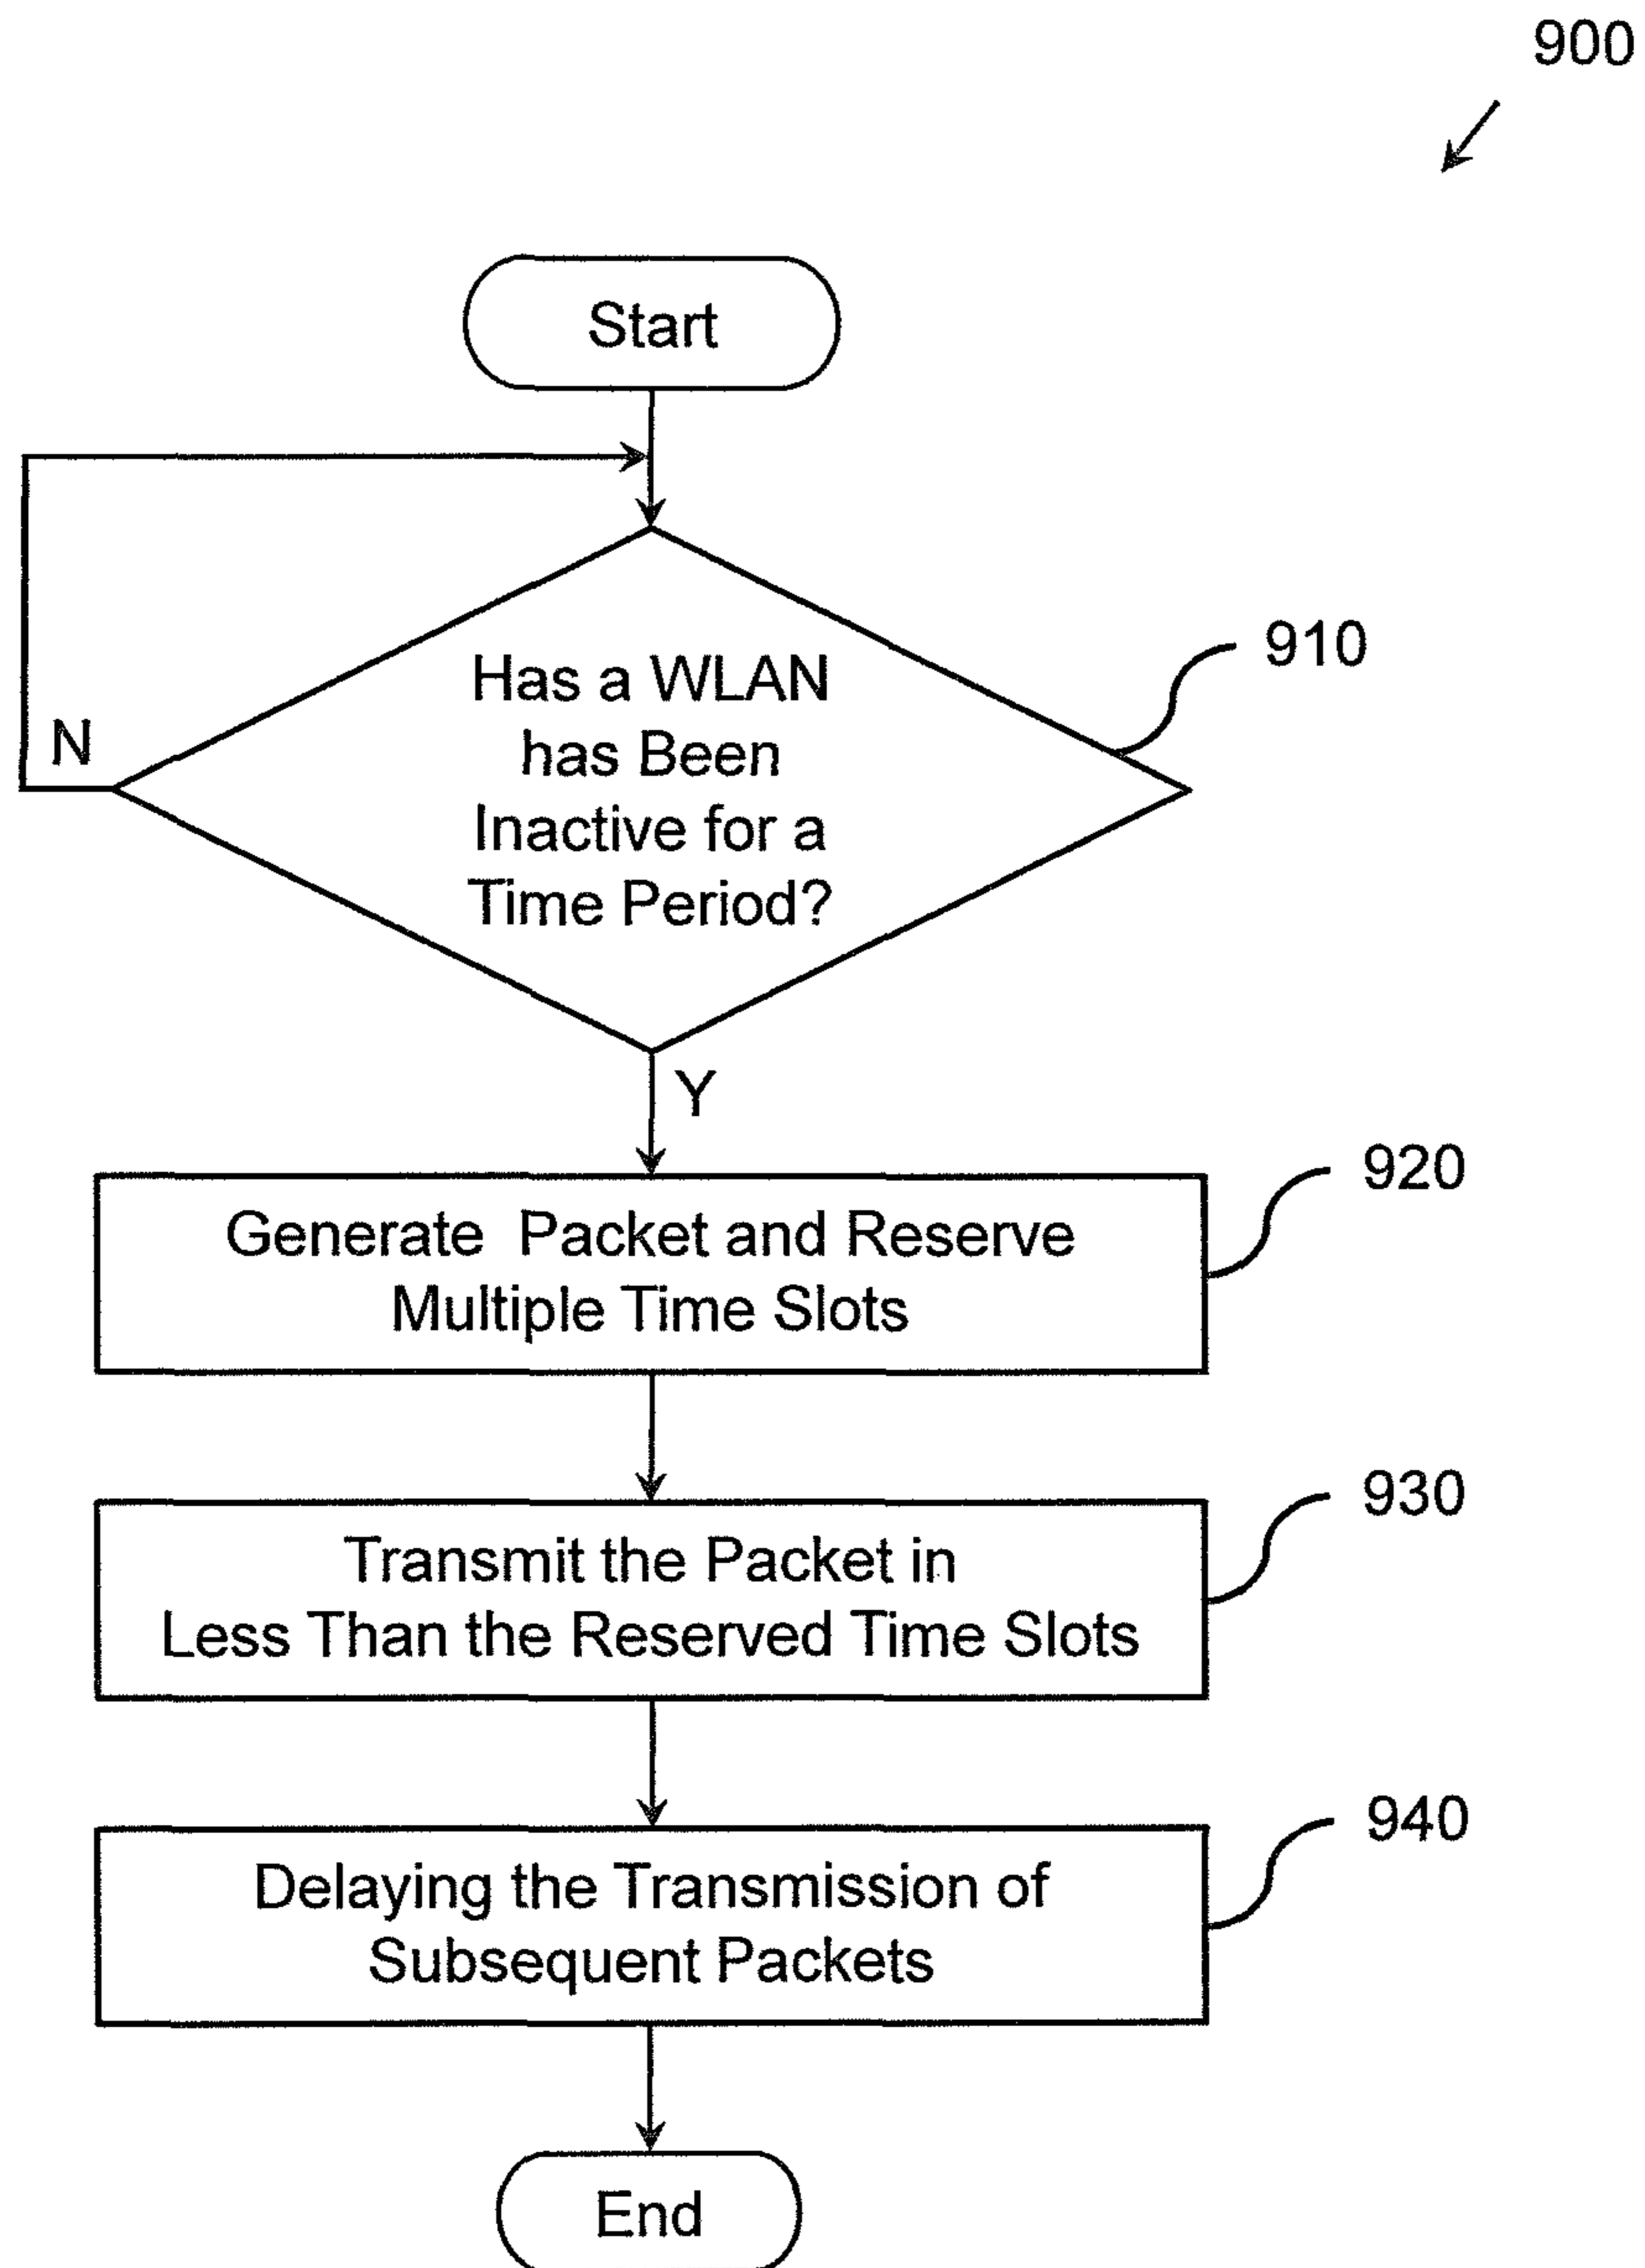 900
Start
910
Has a WLAN
has Been
Inactive for a
Time Period?
N
Y
920
Generate Packet and Reserve
Multiple Time Slots
930
Transmit the Packet in
Less Than the Reserved Time Slots
940
Delaying the Transmission of
Subsequent Packets
End